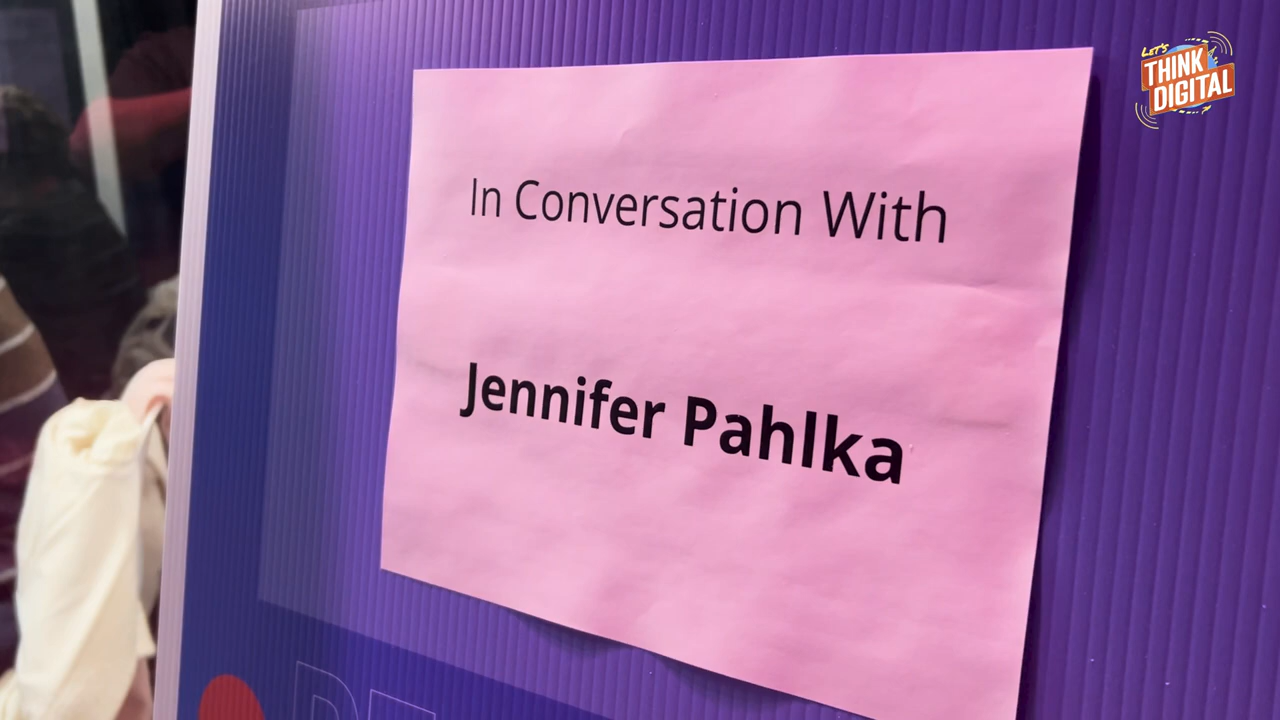 LET'S
THINK
DIGITAL
In Conversation With
Jennifer Pahlka